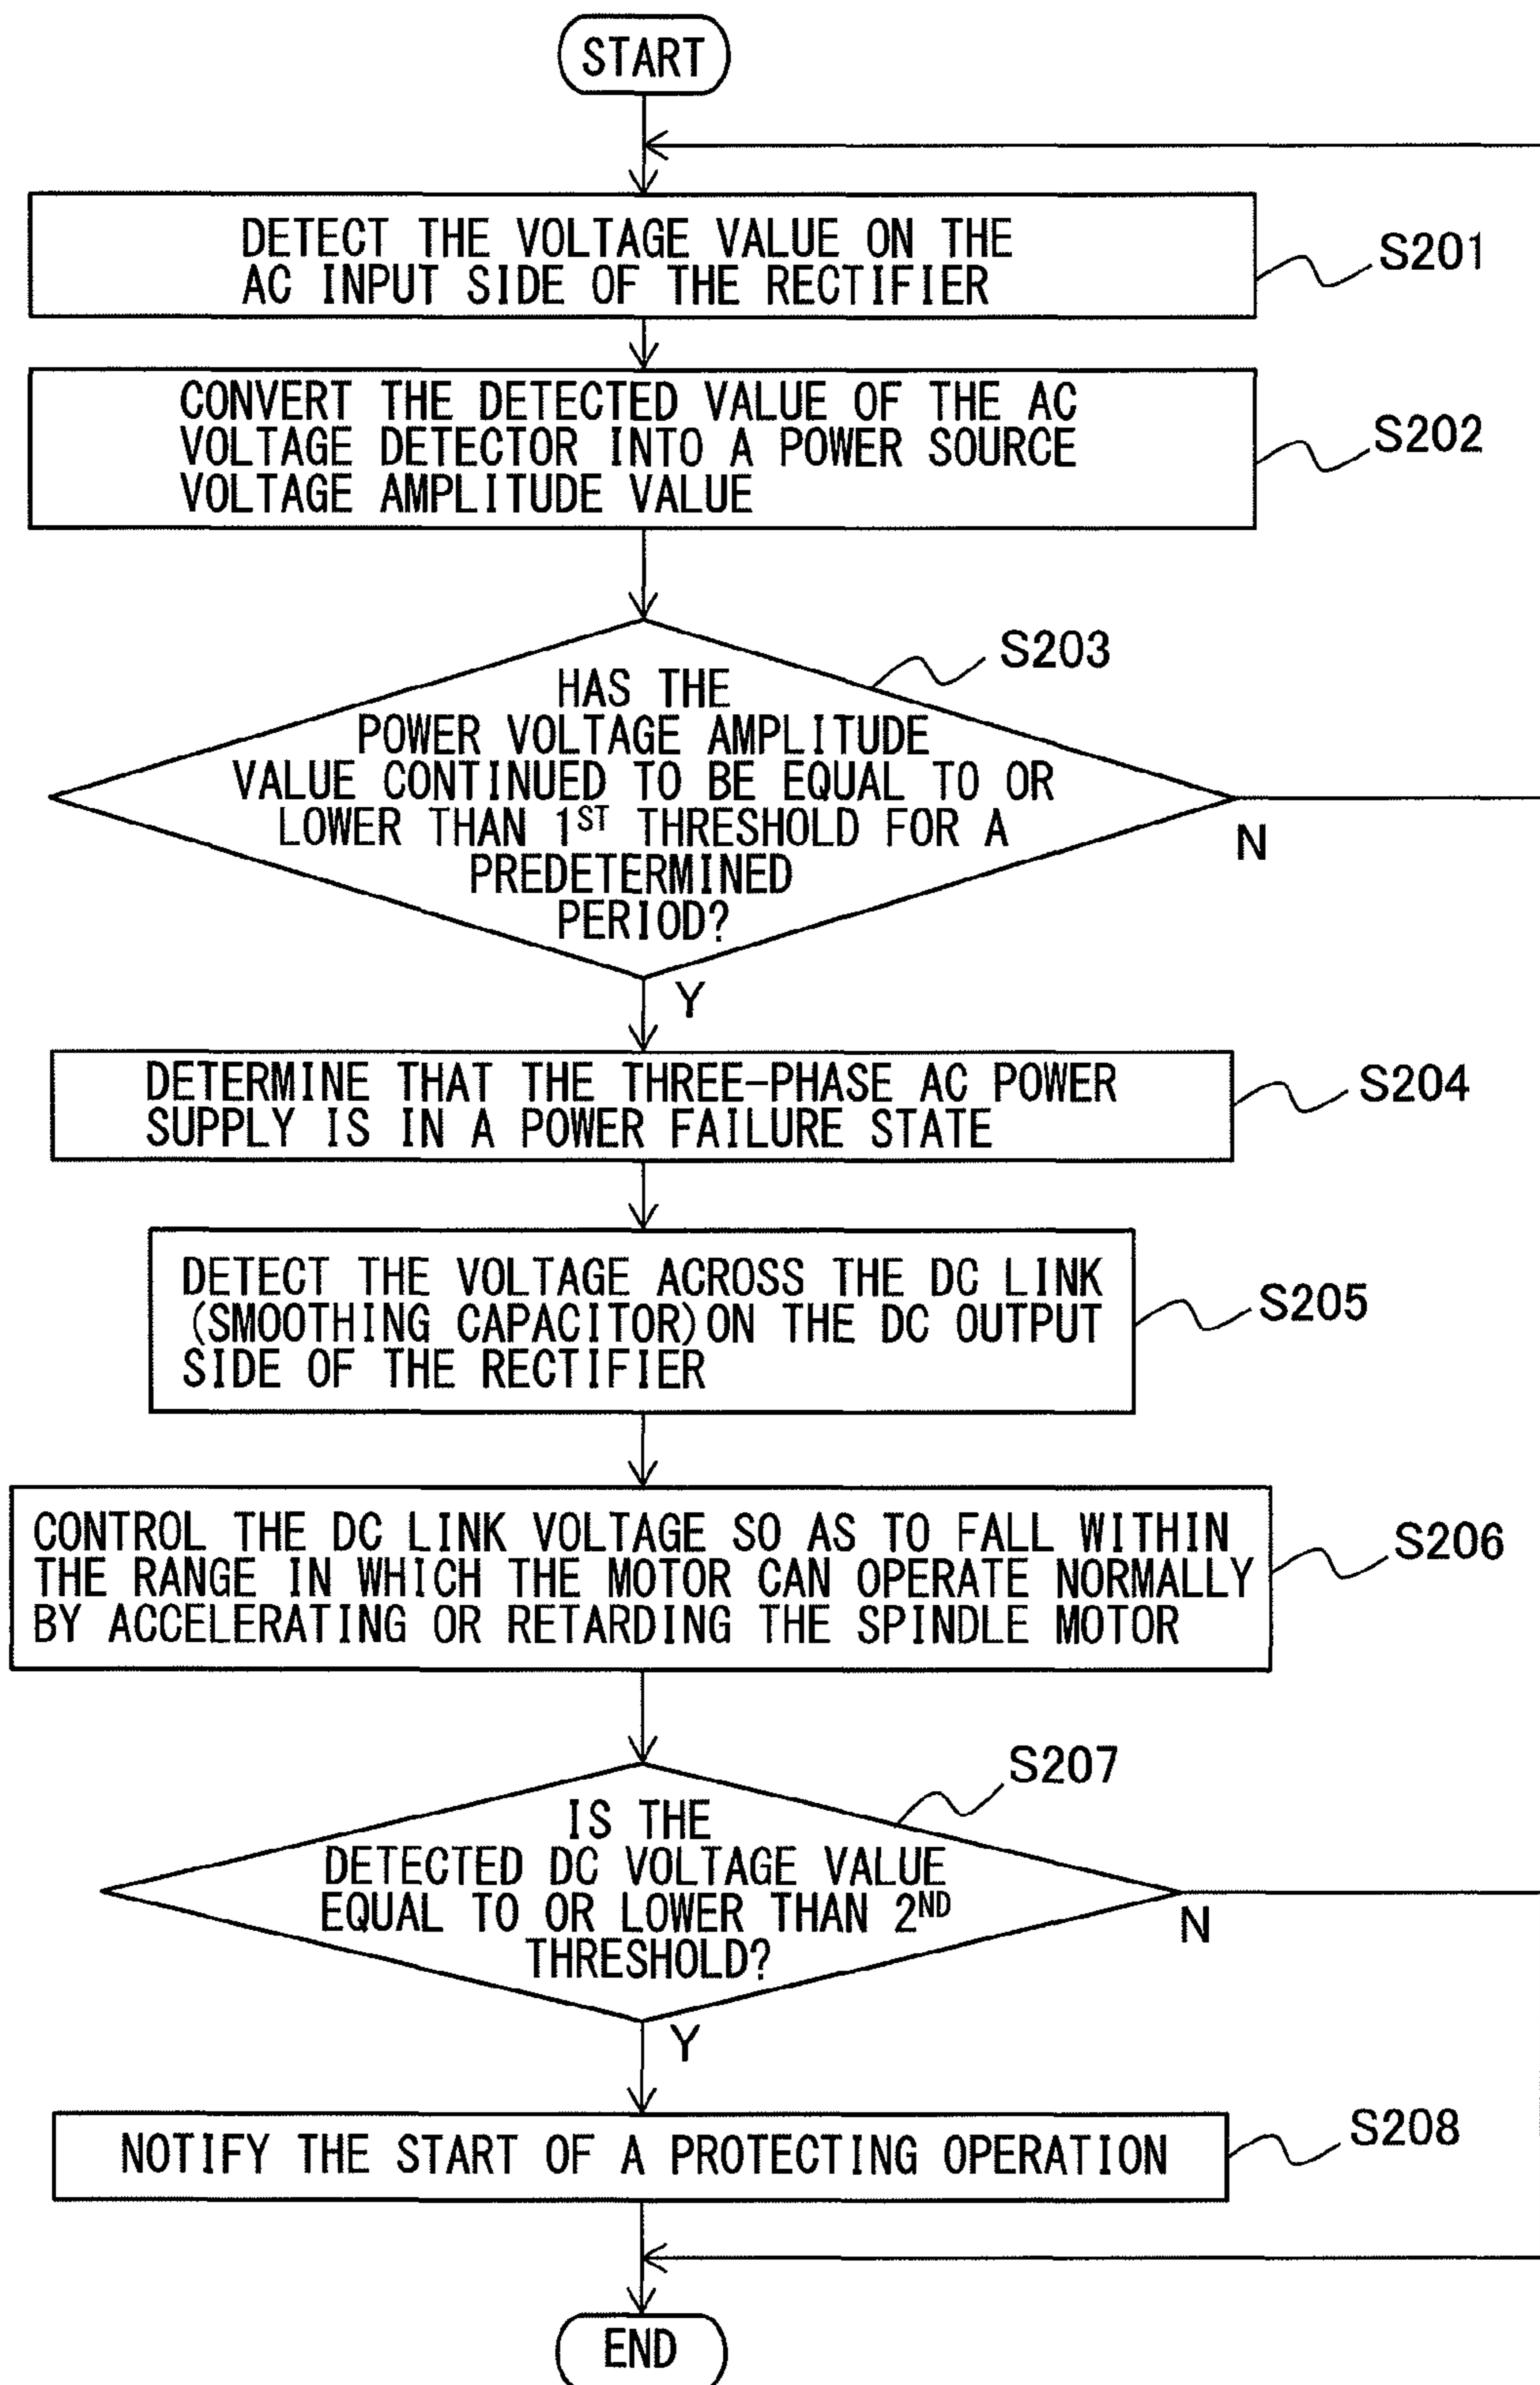 START
DETECT THE VOLTAGE VALUE ON THE
AC INPUT SIDE OF THE RECTIFIER
S201
CONVERT THE DETECTED VALUE OF THE AC
VOLTAGE DETECTOR INTO A POWER SOURCE
VOLTAGE AMPLITUDE VALUE
S202
S203
HAS THE
POWER VOLTAGE AMPLITUDE
VALUE CONTINUED TO BE EQUAL TO OR
LOWER THAN 1ST THRESHOLD FOR A
PREDETERMINED
PERIOD?
N
Y
DETERMINE THAT THE THREE-PHASE AC POWER
SUPPLY IS IN A POWER FAILURE STATE
S204
DETECT THE VOLTAGE ACROSS THE DC LINK
(SMOOTHING CAPACITOR) ON THE DC OUTPUT
SIDE OF THE RECTIFIER
S205
CONTROL THE DC LINK VOLTAGE SO AS TO FALL WITHIN
THE RANGE IN WHICH THE MOTOR CAN OPERATE NORMALLY
BY ACCELERATING OR RETARDING THE SPINDLE MOTOR
S206
S207
IS THE
DETECTED DC VOLTAGE VALUE
EQUAL TO OR LOWER THAN 2ND
THRESHOLD?
N
Y
NOTIFY THE START OF A PROTECTING OPERATION
S208
END